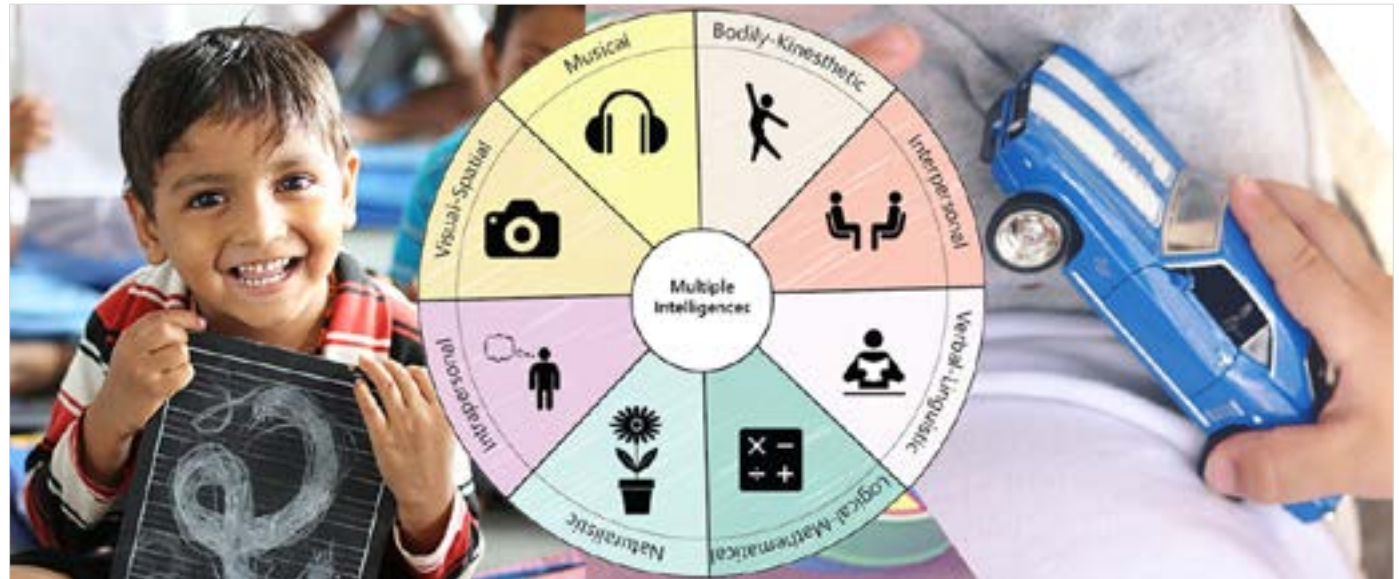 Musical
Bodily-Kinesthetic
Visual-Spatial
Interpersonal
Multiple
Intelligences
Intrapersonal
Verbal-Linguistic
Naturalistic
Logical-Mathematical